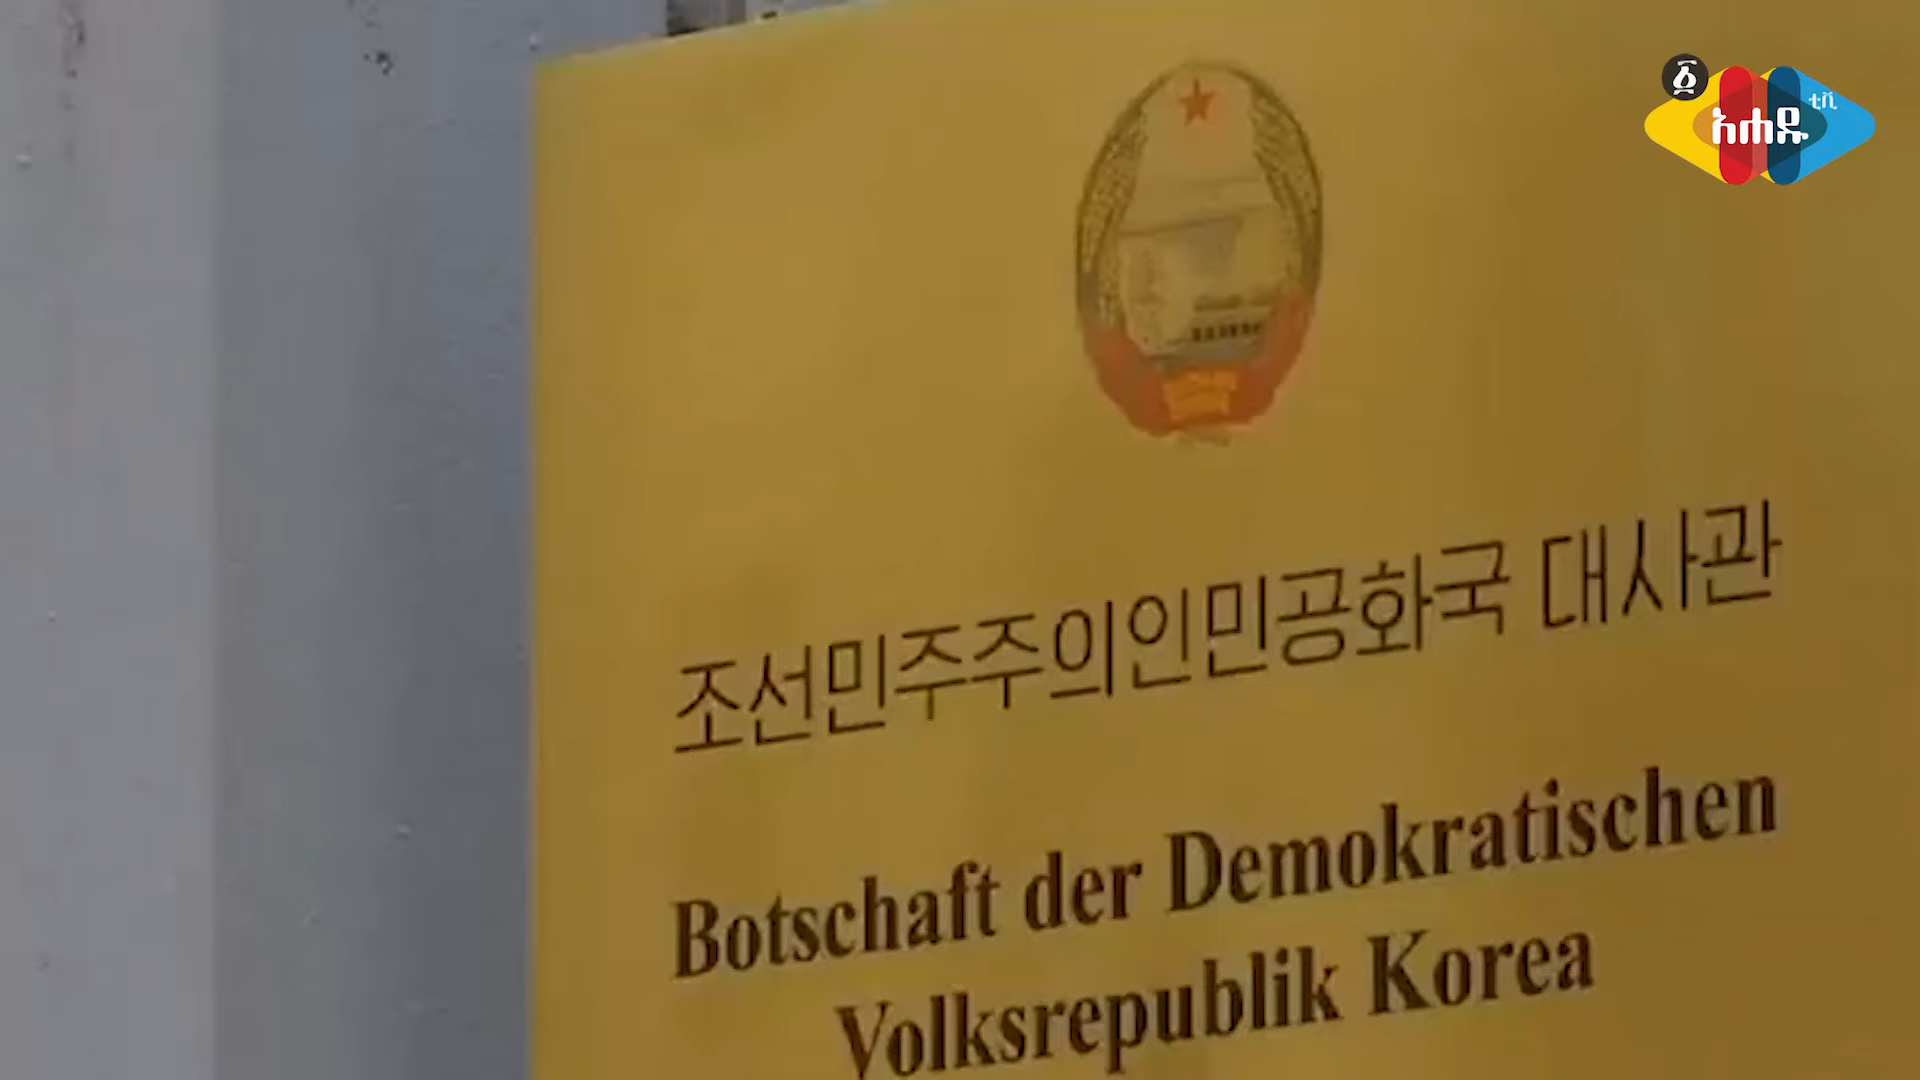 ፩
አሐዱ
ቲቪ
조선민주주의인민공화국 대사관
Botschaft der Demokratischen
Volksrepublik Korea